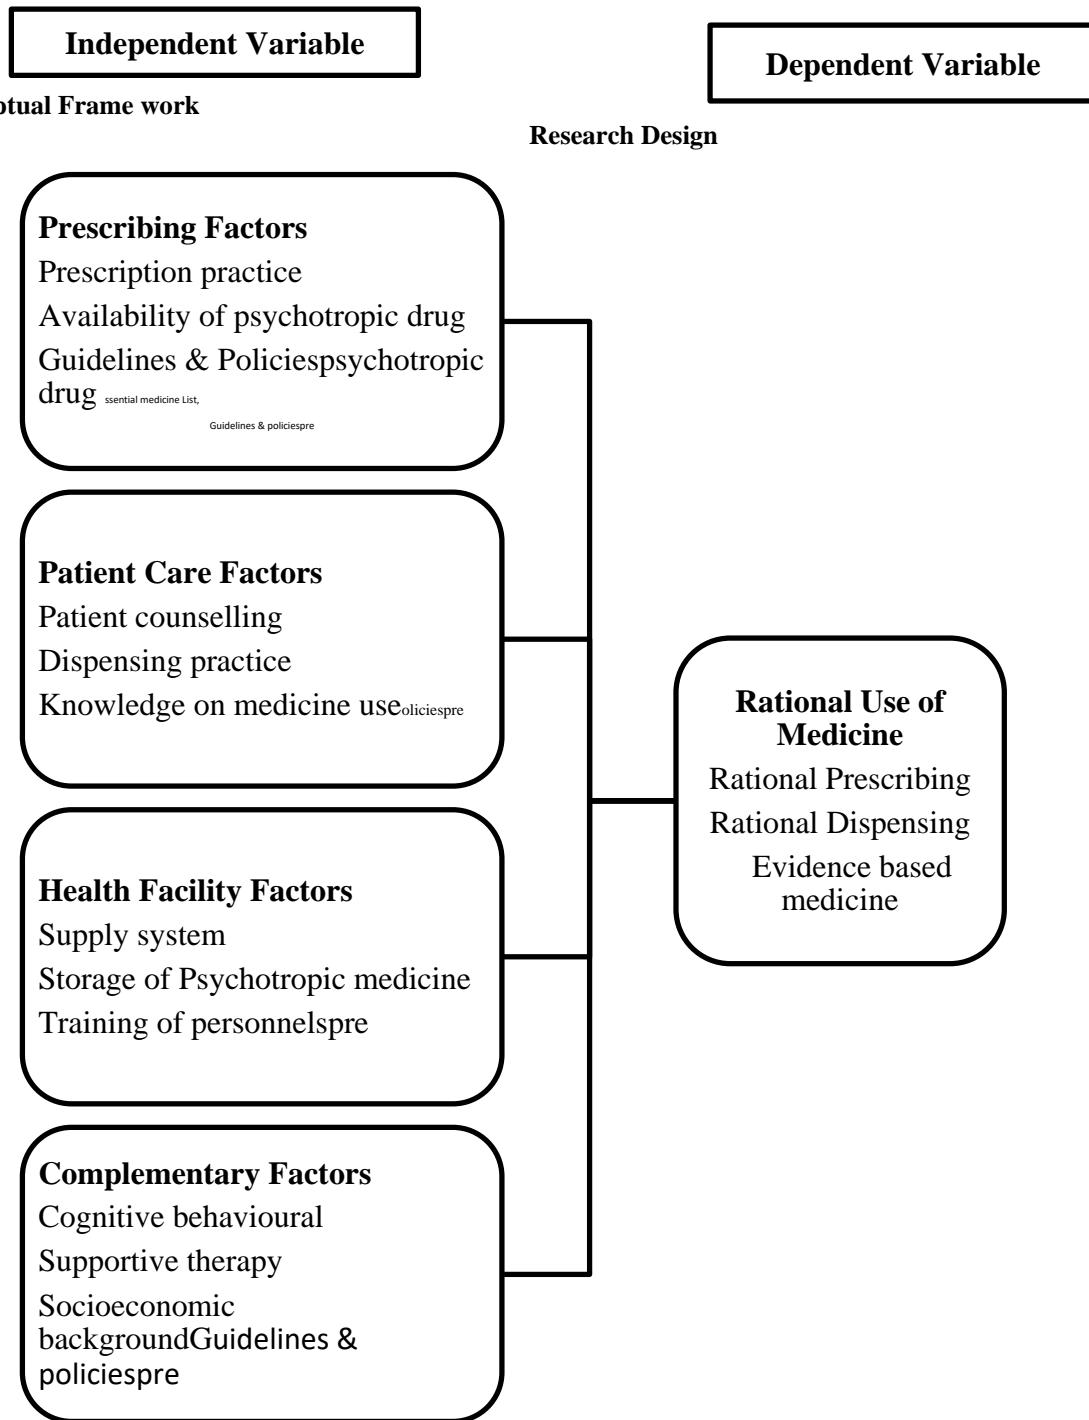 Independent Variable
Dependent Variable
ptual Frame work
Research Design
Prescribing Factors
Prescription practice
Availability of psychotropic drug
Guidelines & Policiespsychotropic
drug ssential medicine List,
Guidelines & policiespre
Patient Care Factors
Patient counselling
Dispensing practice
Knowledge on medicine useoliciespre
Health Facility Factors
Supply system
Storage of Psychotropic medicine
Training of personnelspre
Complementary Factors
Cognitive behavioural
Supportive therapy
Socioeconomic
backgroundGuidelines &
policiespre
Rational Use of
Medicine
Rational Prescribing
Rational Dispensing
Evidence based
medicine